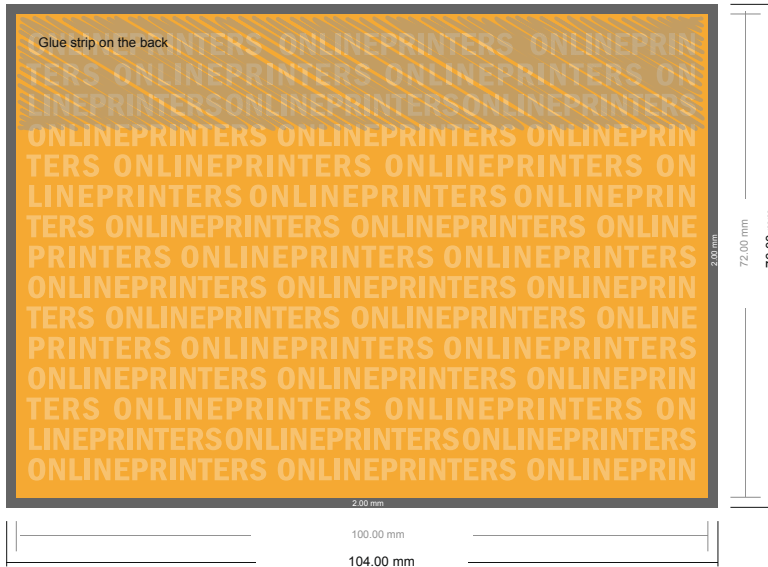 Glue strip on the back
ONLINEPRINTERS ONLINEPRINTERS ONLINEPRIN
TERS ONLINEPRINTERS ONLINEPRINTERS ON
LINEPRINTERSONLINEPRINTERSONLINEPRINTERS
ONLINEPRINTERS ONLINEPRINTERS ONLINEPRIN
TERS ONLINEPRINTERS ONLINEPRINTERS ON
LINEPRINTERS ONLINEPRINTERS ONLINEPRIN
TERS ONLINEPRINTERS ONLINEPRINTERS ONLINE
PRINTERS ONLINEPRINTERS ONLINEPRINTERS
ONLINEPRINTERS ONLINEPRINTERS ONLINEPRIN
TERS ONLINEPRINTERS ONLINEPRINTERS ONLINE
PRINTERS ONLINEPRINTERS ONLINEPRINTERS
ONLINEPRINTERS ONLINEPRINTERS ONLINEPRIN
TERS ONLINEPRINTERS ONLINEPRINTERS ON
LINEPRINTERSONLINEPRINTERSONLINEPRINTERS
ONLINEPRINTERS ONLINEPRINTERS ONLINEPRIN
2.00 mm
72.00 mm
2.00 mm
100.00 mm
104.00 mm